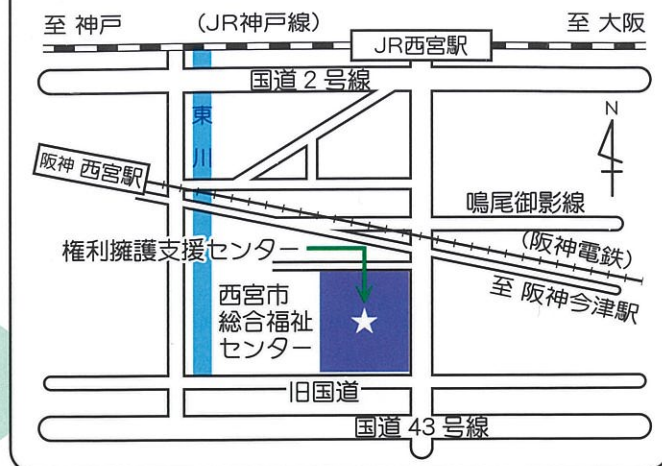 至 神戸
(JR神戸線)
至 大阪
JR西宮駅
国道2号線
東川
N
阪神 西宮駅
鳴尾御影線
(阪神電鉄)
権利擁護支援センター
至 阪神今津駅
西宮市
総合福祉
センター
旧国道
国道43号線